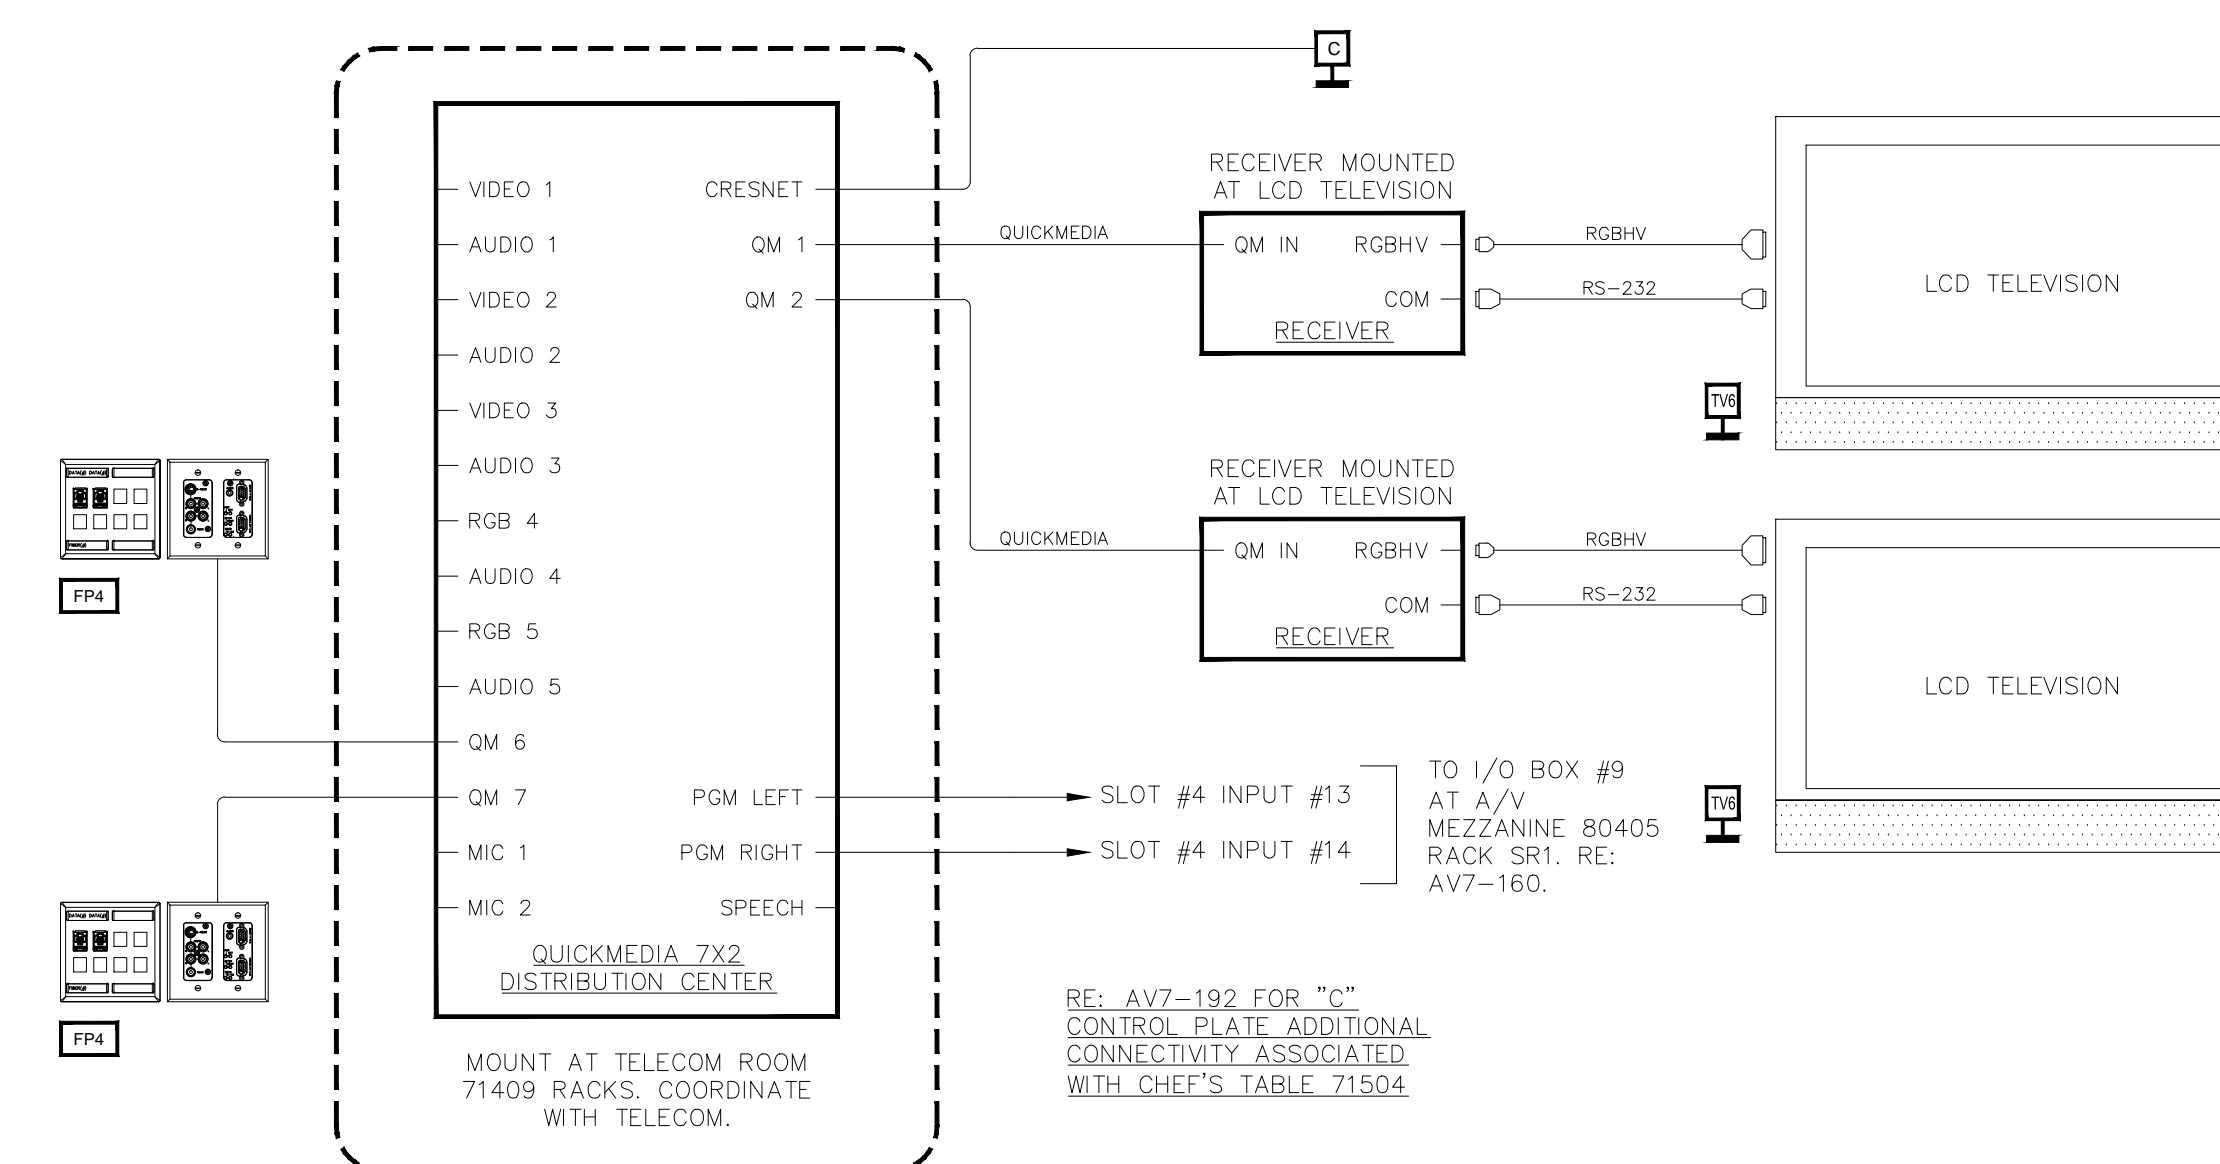 C
RECEIVER MOUNTED
AT LCD TELEVISION
VIDEO 1
CRESNET
AUDIO 1
QM 1
QUICKMEDIA
QM IN
RGBHV
RGBHV
VIDEO 2
QM 2
COM
RS-232
RECEIVER
LCD TELEVISION
AUDIO 2
VIDEO 3
TV6
AUDIO 3
RECEIVER MOUNTED
AT LCD TELEVISION
RGB 4
QUICKMEDIA
QM IN
RGBHV
RGBHV
AUDIO 4
COM
RS-232
RECEIVER
LCD TELEVISION
DATA(#) DATA(#)
FIBER(#)
FP4
RGB 5
AUDIO 5
QM 6
QM 7
PGM LEFT
SLOT #4 INPUT #13
MIC 1
PGM RIGHT
SLOT #4 INPUT #14
TO I/O BOX #9
AT A/V
MEZZANINE 80405
RACK SR1. RE:
AV7-160.
TV6
MIC 2
SPEECH
QUICKMEDIA 7X2
DISTRIBUTION CENTER
DATA(#) DATA(#)
FIBER(#)
FP4
MOUNT AT TELECOM ROOM
71409 RACKS. COORDINATE
WITH TELECOM.
RE: AV7-192 FOR "C"
CONTROL PLATE ADDITIONAL
CONNECTIVITY ASSOCIATED
WITH CHEF'S TABLE 71504